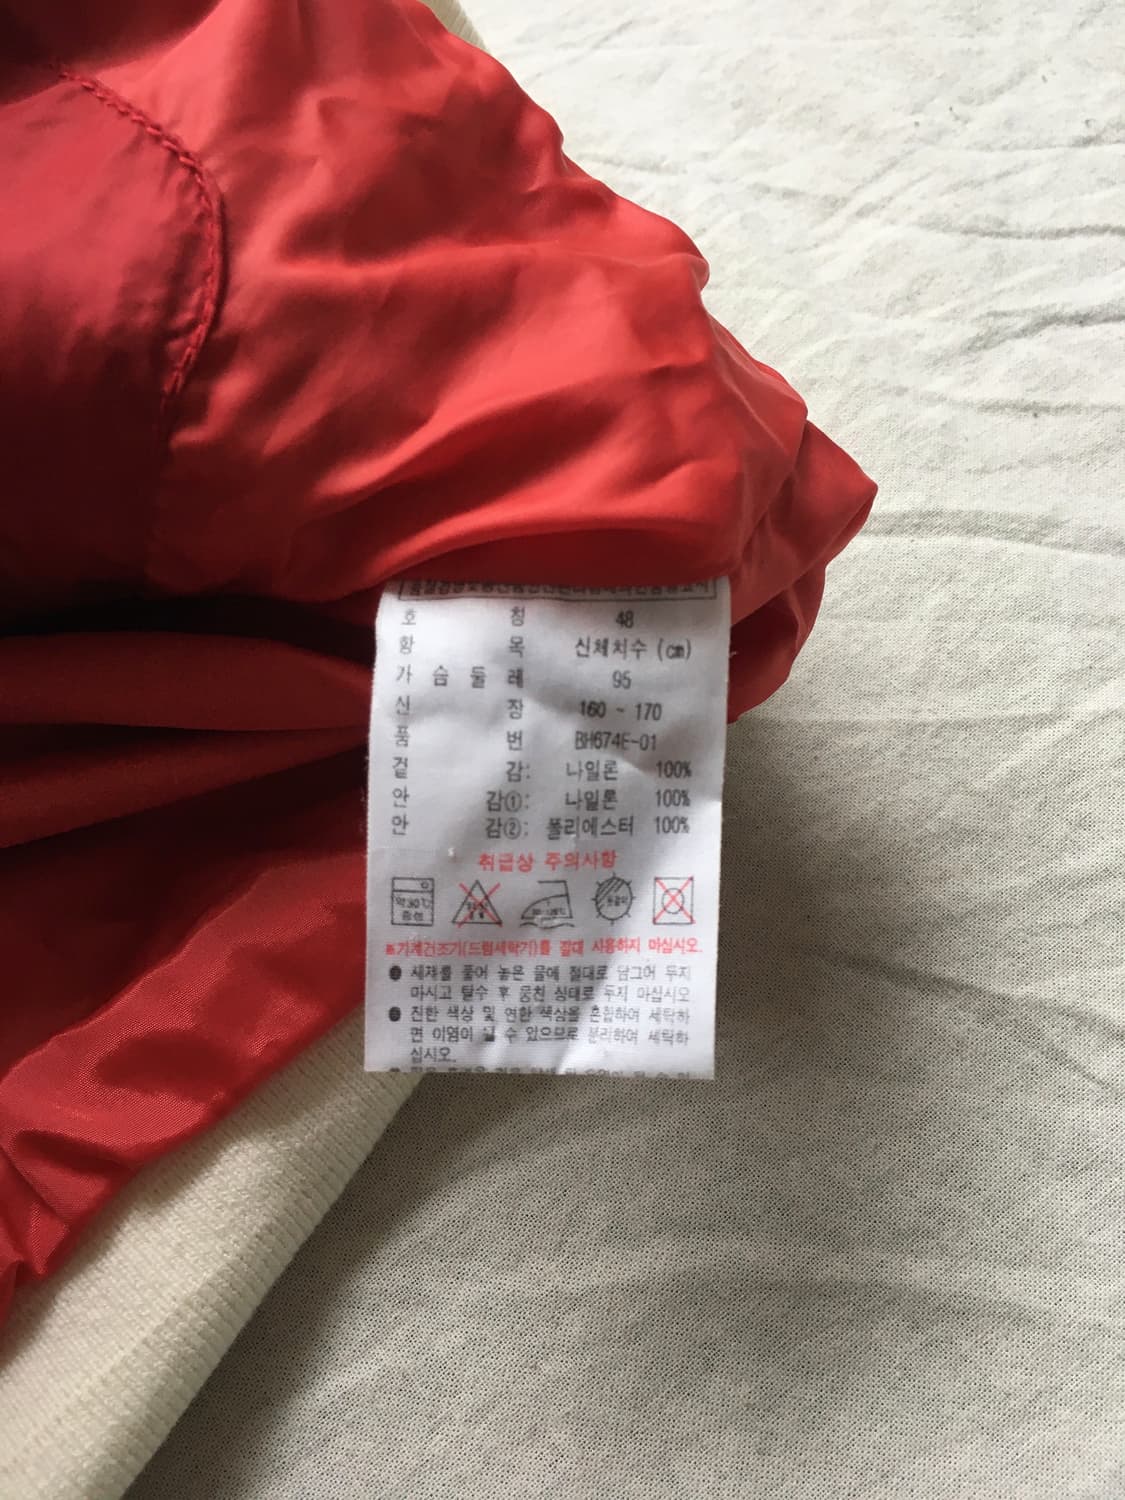 호 칭 48
항 목 신체치수 (cm)
가 슴 둘 레 95
신 장 160 ~ 170
품 번 BH674E-01
겉 감: 나일론 100%
안 감①: 나일론 100%
안 감②: 폴리에스터 100%
취급상 주의사항
약30℃
중성
※기계건조기(드럼세탁기)를 절대 사용하지 마십시오.
● 세제를 풀어 놓은 물에 절대로 담그어 두지
마시고 탈수 후 뭉친 상태로 두지 마십시오
● 진한 색상 및 연한 색상을 혼합하여 세탁하
면 이염이 될 수 있으므로 분리하여 세탁하
십시오.